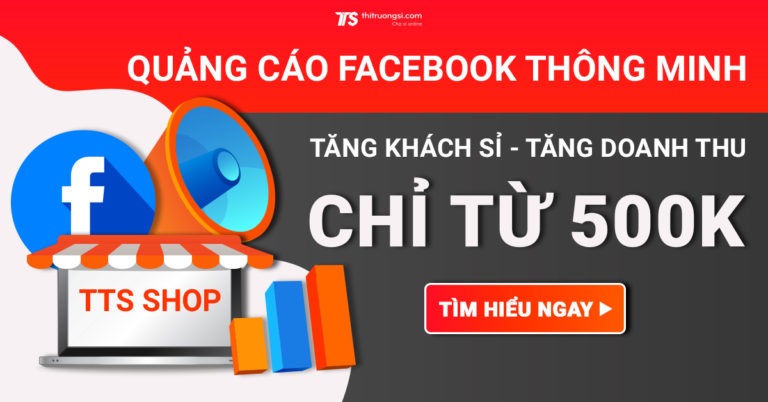 TTS thitruongsi.com
Chợ sỉ online
QUẢNG CÁO FACEBOOK THÔNG MINH
TĂNG KHÁCH SỈ - TĂNG DOANH THU
CHỈ TỪ 500K
TTS SHOP
TÌM HIỂU NGAY